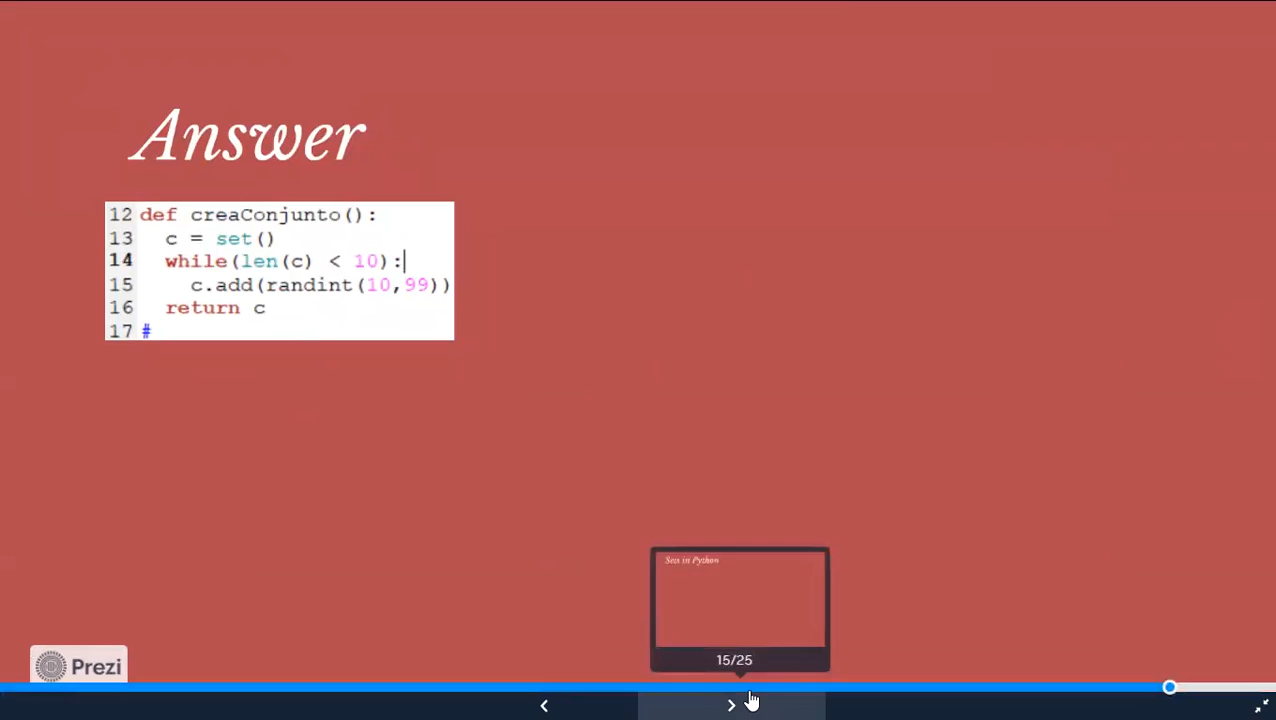 Answer
12 def creaConjunto():
13 c = set()
14 while(len(c) < 10):
15 c.add(randint(10,99))
16 return c
17 #
Sets in Python
15/25
Prezi